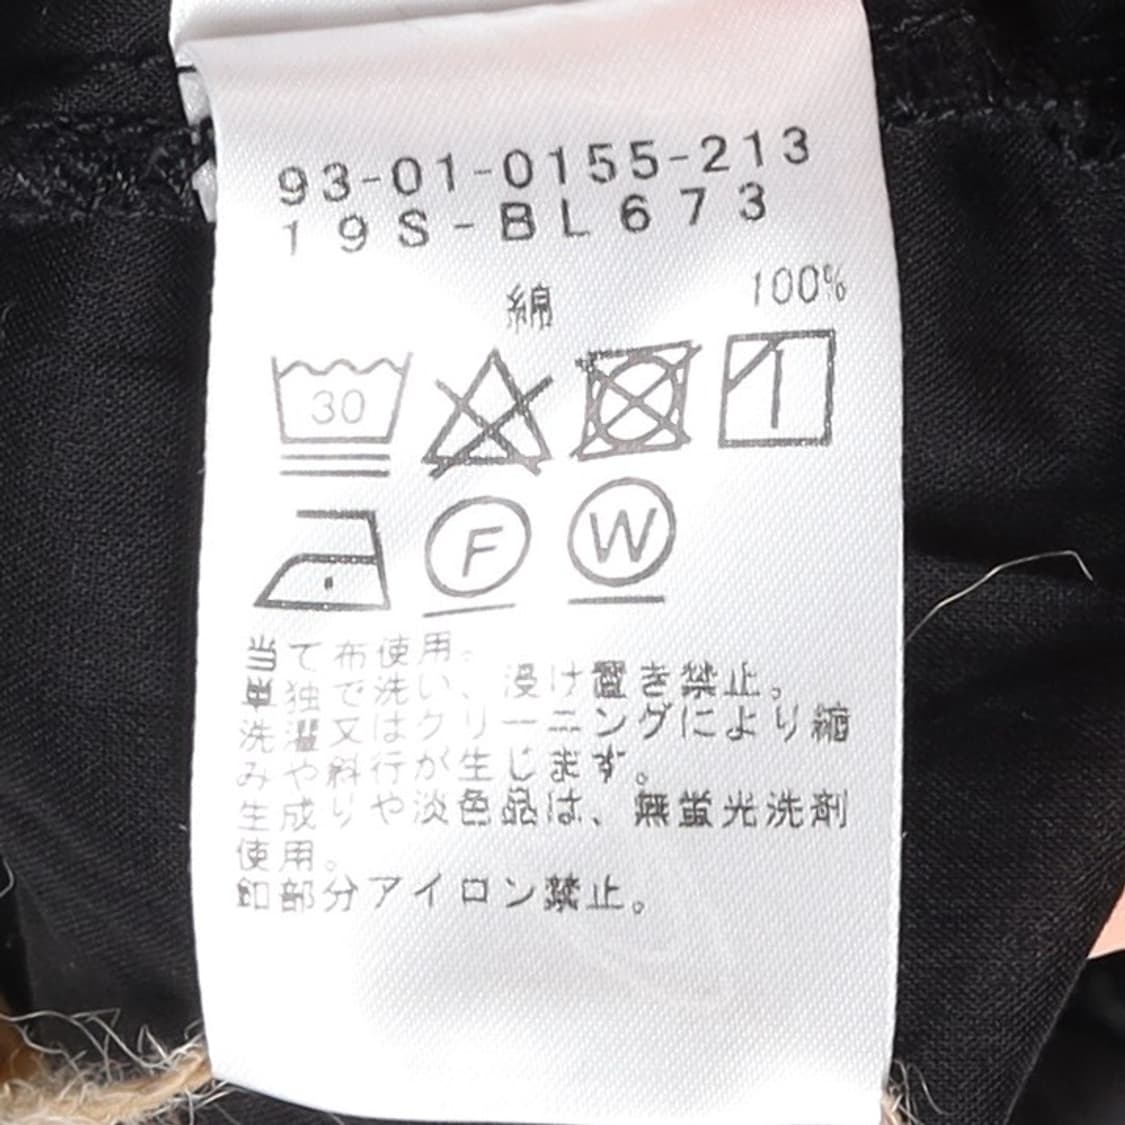 93-01-0155-213
19S-BL673
綿 100%
30
F W
当て布使用。
単独で洗い、浸け置き禁止。
洗濯又はクリーニングにより縮
みや斜行が生じます。
生成りや淡色品は、無蛍光洗剤
使用。
釦部分アイロン禁止。